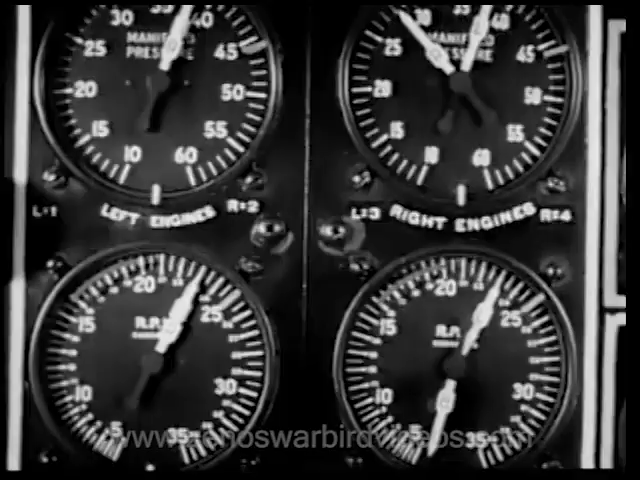 30 35 40
25 MANIFOLD 45
PRESSURE
20 50
15 55
10 60
L=1 LEFT ENGINES R=2
30 35 40
25 MANIFOLD 45
PRESSURE
20 50
15 55
10 60
L=3 RIGHT ENGINES R=4
20
15 25
R.P.M.
10 30
5 35
20
15 25
R.P.
10 30
5 35
www.zenoswarbirdvideos.com